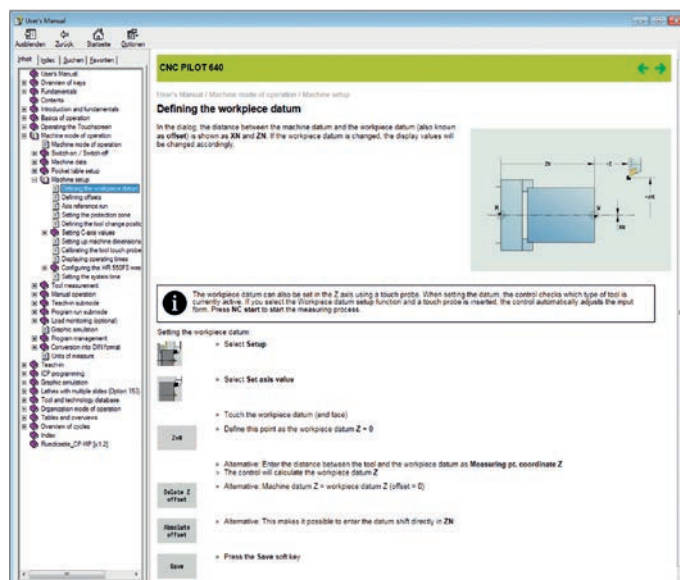 User's Manual
Ausblenden Zurück Startseite Optionen
Inhalt Index Suchen Favoriten
User's Manual
Overview of keys
Fundamentals
Contents
Introduction and fundamentals
Basics of operation
Operating the Touchscreen
Machine mode of operation
Machine mode of operation
Switch-on / Switch-off
Machine data
Pocket table setup
Machine setup
Defining the workpiece datum
Defining offsets
Axis reference run
Setting the protection zone
Defining the tool change positio
Setting C-axis values
Setting up machine dimensions
Calibrating the tool touch probe
Displaying operating times
Configuring the HR 550FS wire
Setting the system time
Tool measurement
Manual operation
Teach-in submode
Program run submode
Load monitoring (optional)
Graphic simulation
Program management
Conversion into DIN format
Units of measure
Teach-in
ICP programming
Graphic simulation
Lathes with multiple slides (Option 153)
Tool and technology database
Organization mode of operation
Tables and overviews
Overview of cycles
Index
CNC PILOT 640
User's Manual / Machine mode of operation / Machine setup
Defining the workpiece datum
In the dialog, the distance between the machine datum and the workpiece datum (also known
as offset) is shown as XN and ZN. If the workpiece datum is changed, the display values will
be changed accordingly.
ZN
+Z
M
W
XN
The workpiece datum can also be set in the Z axis using a touch probe. When setting the datum, the control checks which type of tool is
currently active. If you select the Workpiece datum setup function and a touch probe is inserted, the control automatically adjusts the input
form. Press NC start to start the measuring process.
Setting the workpiece datum:
» Select Setup
» Select Set axis value
» Touch the workpiece datum (end face)
Z=0
» Define this point as the workpiece datum Z = 0
» Alternative: Enter the distance between the tool and the workpiece datum as Measuring pt. coordinate Z
» The control will calculate the workpiece datum Z
Delete Z
offset
» Alternative: Machine datum Z = workpiece datum Z (offset = 0)
Absolute
offset
» Alternative: This makes it possible to enter the datum shift directly in ZN
Save
» Press the Save soft key